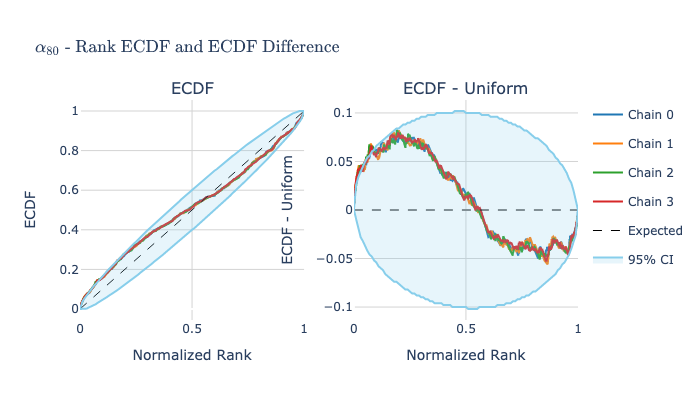 α80 - Rank ECDF and ECDF Difference
ECDF
ECDF - Uniform
ECDF
1
0.8
0.6
0.4
0.2
0
0
0.5
1
Normalized Rank
ECDF - Uniform
0.1
0.05
0
−0.05
−0.1
0
0.5
1
Normalized Rank
Chain 0
Chain 1
Chain 2
Chain 3
Expected
95% CI